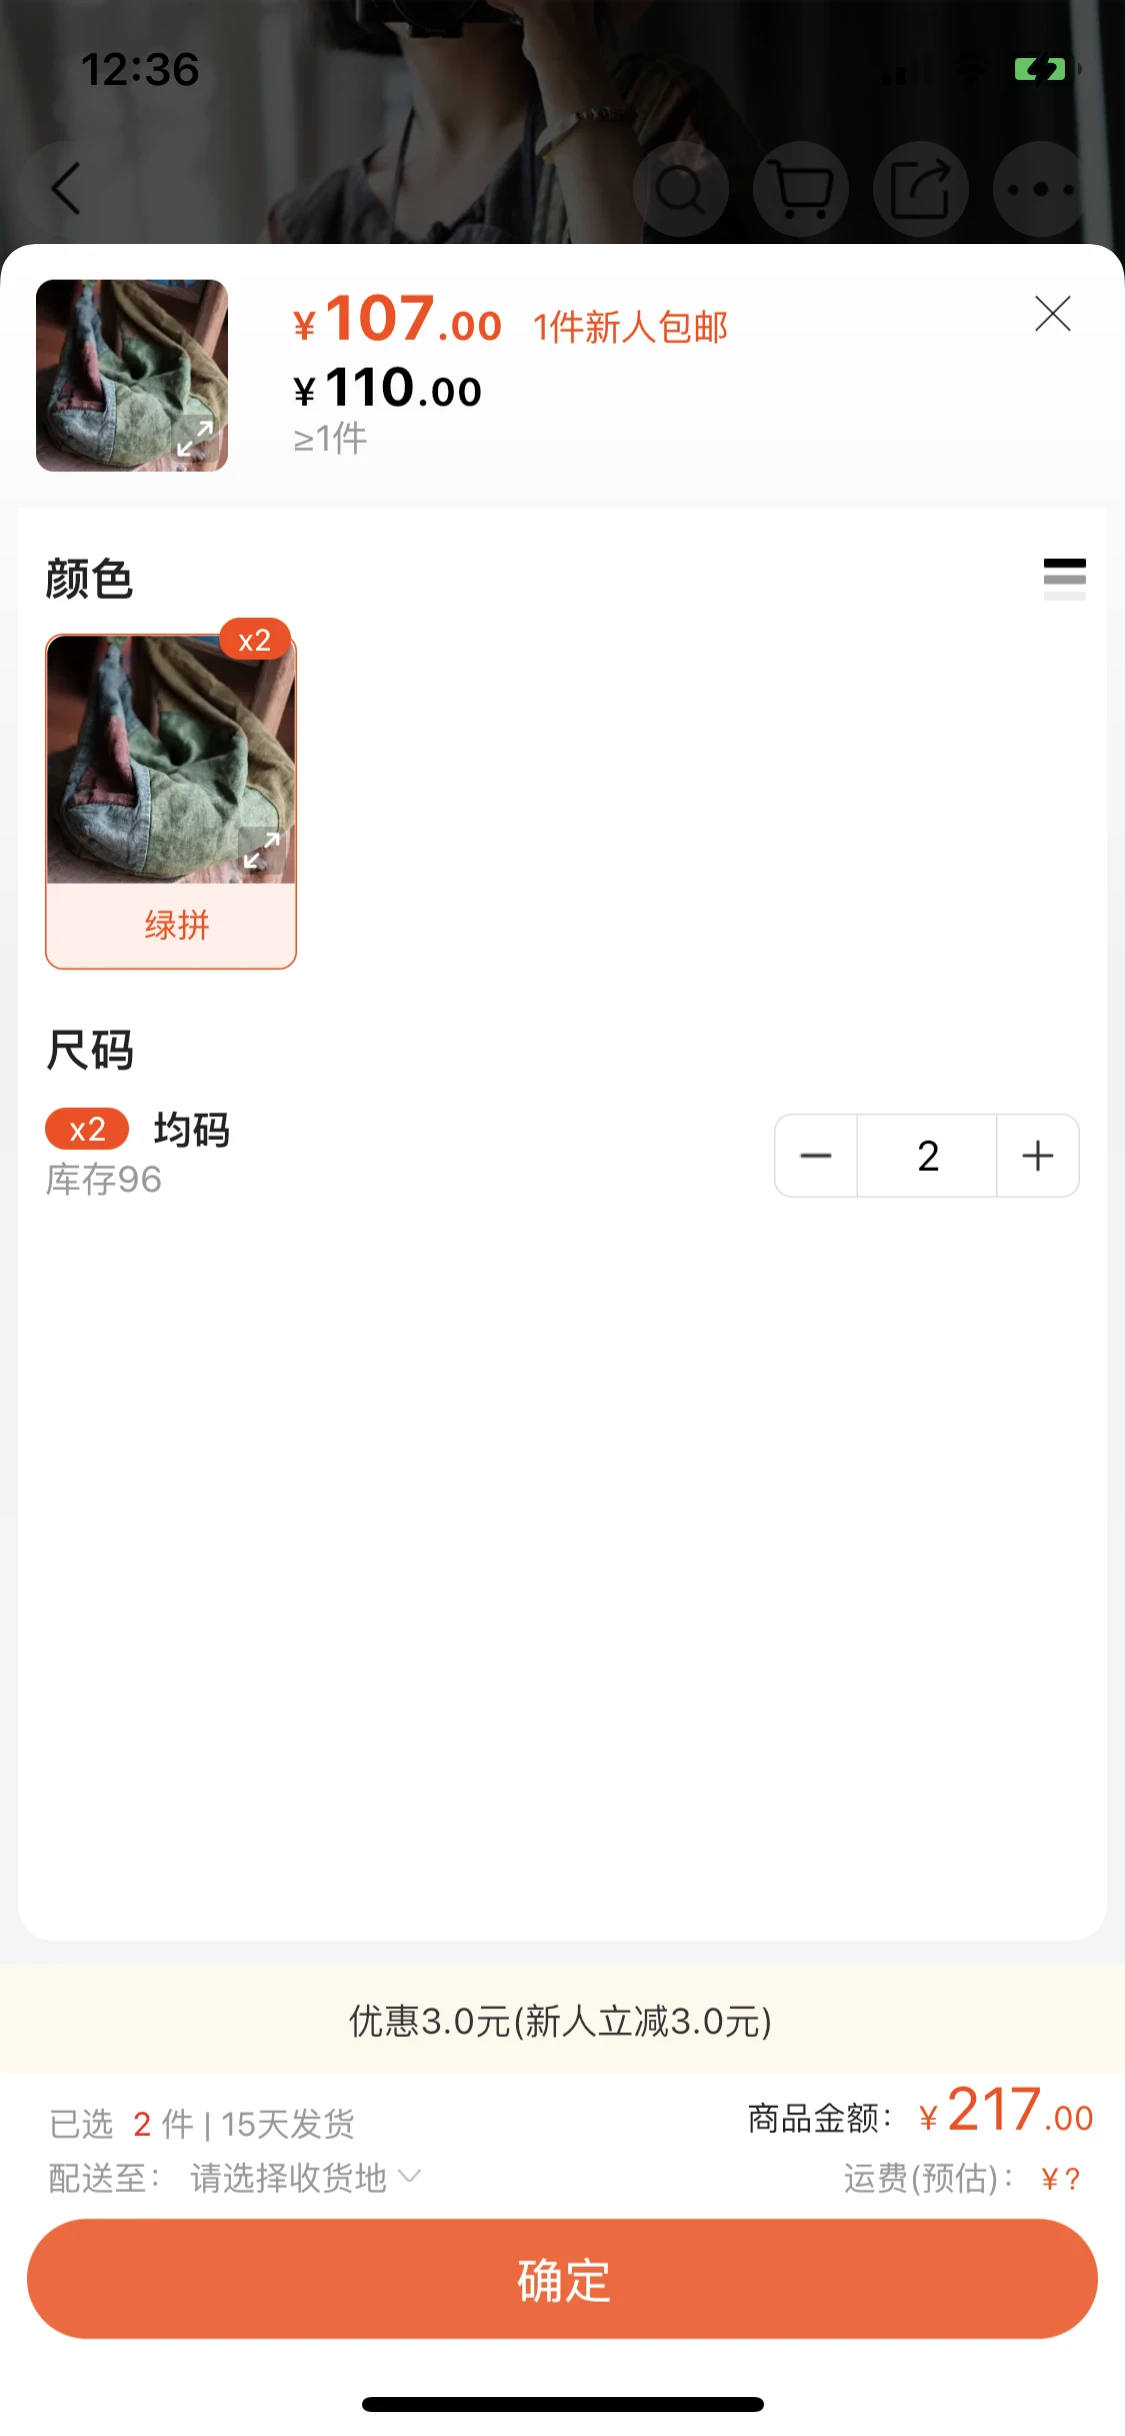 12:36
¥107.00 1件新人包邮
¥110.00
≥1件
颜色
x2
绿拼
尺码
x2 均码
库存96
2
优惠3.0元(新人立减3.0元)
已选 2 件 | 15天发货
商品金额： ¥217.00
配送至： 请选择收货地
运费(预估)： ¥?
确定